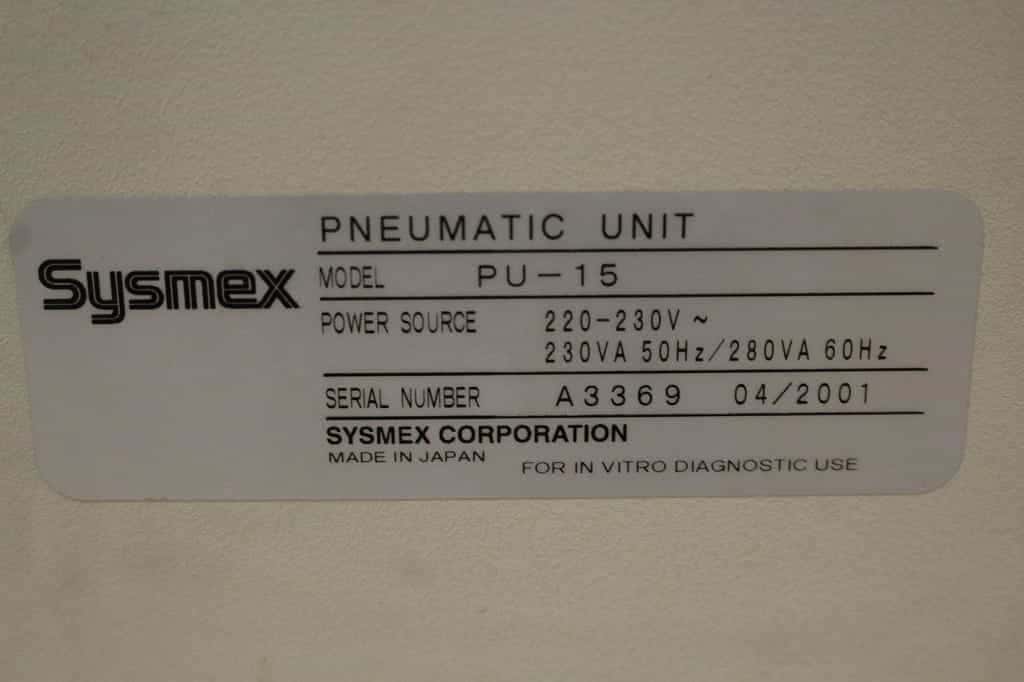 Sysmex
PNEUMATIC UNIT
MODEL PU-15
POWER SOURCE 220-230V ~
230VA 50Hz/280VA 60Hz
SERIAL NUMBER A3369 04/2001
SYSMEX CORPORATION
MADE IN JAPAN FOR IN VITRO DIAGNOSTIC USE